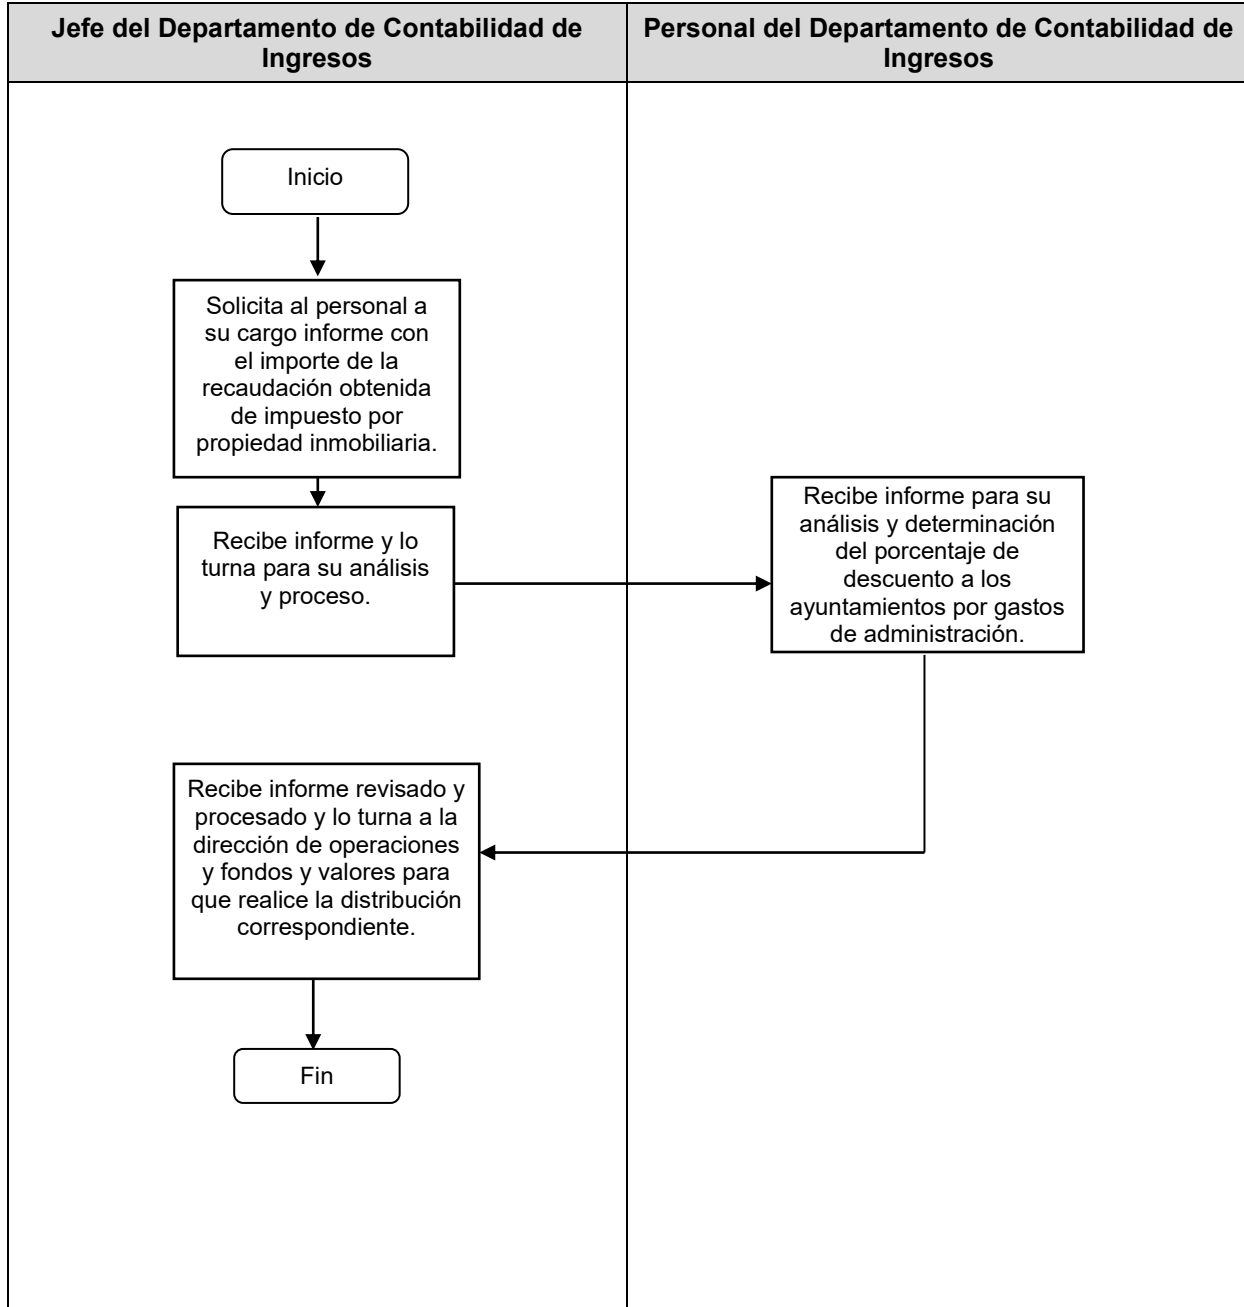 Jefe del Departamento de Contabilidad de
Ingresos
Personal del Departamento de Contabilidad de
Ingresos
Inicio
Solicita al personal a
su cargo informe con
el importe de la
recaudación obtenida
de impuesto por
propiedad inmobiliaria.
Recibe informe y lo
turna para su análisis
y proceso.
Recibe informe para su
análisis y determinación
del porcentaje de
descuento a los
ayuntamientos por gastos
de administración.
Recibe informe revisado y
procesado y lo turna a la
dirección de operaciones
y fondos y valores para
que realice la distribución
correspondiente.
Fin